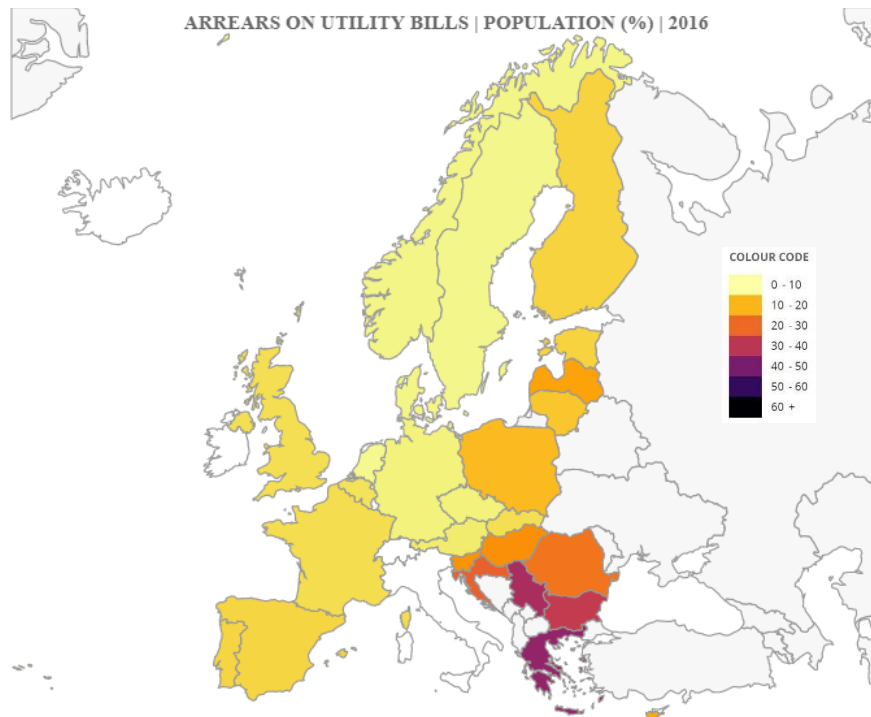 ARREARS ON UTILITY BILLS | POPULATION (%) | 2016
COLOUR CODE
0 - 10
10 - 20
20 - 30
30 - 40
40 - 50
50 - 60
60 +